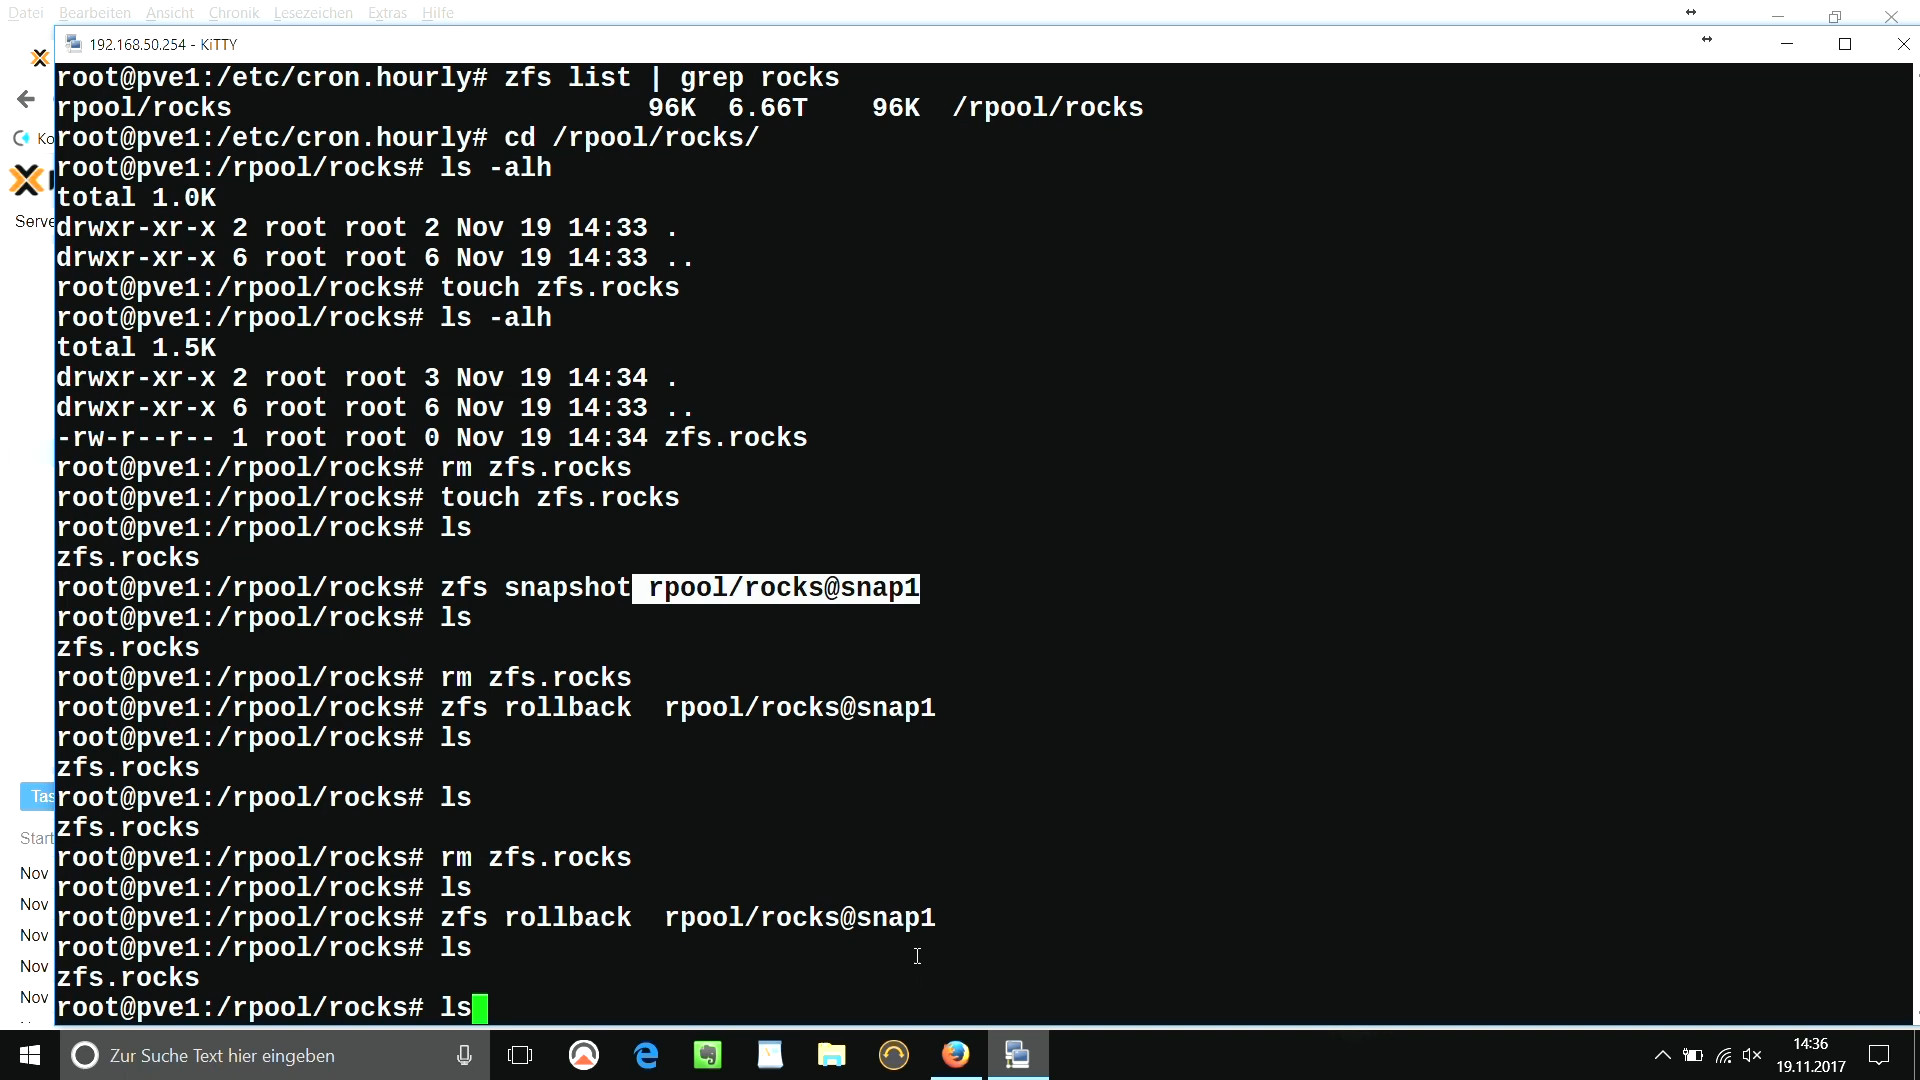 Datei Bearbeiten Ansicht Chronik Lesezeichen Extras Hilfe
192.168.50.254 - KiTTY
root@pve1:/etc/cron.hourly# zfs list | grep rocks
rpool/rocks                          96K  6.66T    96K  /rpool/rocks
root@pve1:/etc/cron.hourly# cd /rpool/rocks/
root@pve1:/rpool/rocks# ls -alh
total 1.0K
drwxr-xr-x 2 root root 2 Nov 19 14:33 .
drwxr-xr-x 6 root root 6 Nov 19 14:33 ..
root@pve1:/rpool/rocks# touch zfs.rocks
root@pve1:/rpool/rocks# ls -alh
total 1.5K
drwxr-xr-x 2 root root 3 Nov 19 14:34 .
drwxr-xr-x 6 root root 6 Nov 19 14:33 ..
-rw-r--r-- 1 root root 0 Nov 19 14:34 zfs.rocks
root@pve1:/rpool/rocks# rm zfs.rocks
root@pve1:/rpool/rocks# touch zfs.rocks
root@pve1:/rpool/rocks# ls
zfs.rocks
root@pve1:/rpool/rocks# zfs snapshot rpool/rocks@snap1
root@pve1:/rpool/rocks# ls
zfs.rocks
root@pve1:/rpool/rocks# rm zfs.rocks
root@pve1:/rpool/rocks# zfs rollback  rpool/rocks@snap1
root@pve1:/rpool/rocks# ls
zfs.rocks
root@pve1:/rpool/rocks# ls
zfs.rocks
root@pve1:/rpool/rocks# rm zfs.rocks
root@pve1:/rpool/rocks# ls
root@pve1:/rpool/rocks# zfs rollback  rpool/rocks@snap1
root@pve1:/rpool/rocks# ls
zfs.rocks
root@pve1:/rpool/rocks# ls
Ko
Serve
Tas
Start
Nov
Nov
Nov
Nov
Nov
Zur Suche Text hier eingeben
14:36
19.11.2017